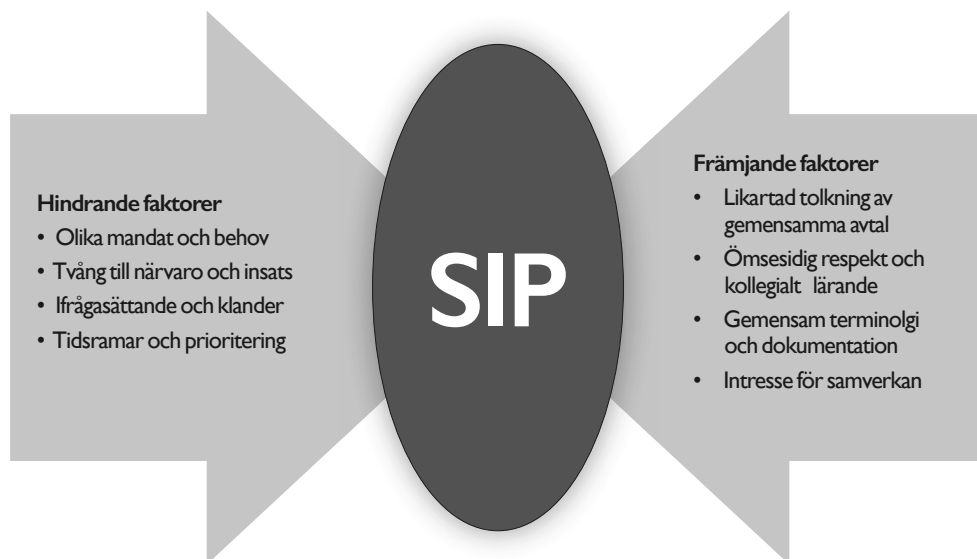 Hindrande faktorer
• Olika mandat och behov
• Tvång till närvaro och insats
• Ifrågasättande och klander
• Tidsramar och prioritering
SIP
Främjande faktorer
• Likartad tolkning av
gemensamma avtal
• Ömsesidig respekt och
kollegialt lärande
• Gemensam terminolgi
och dokumentation
• Intresse för samverkan